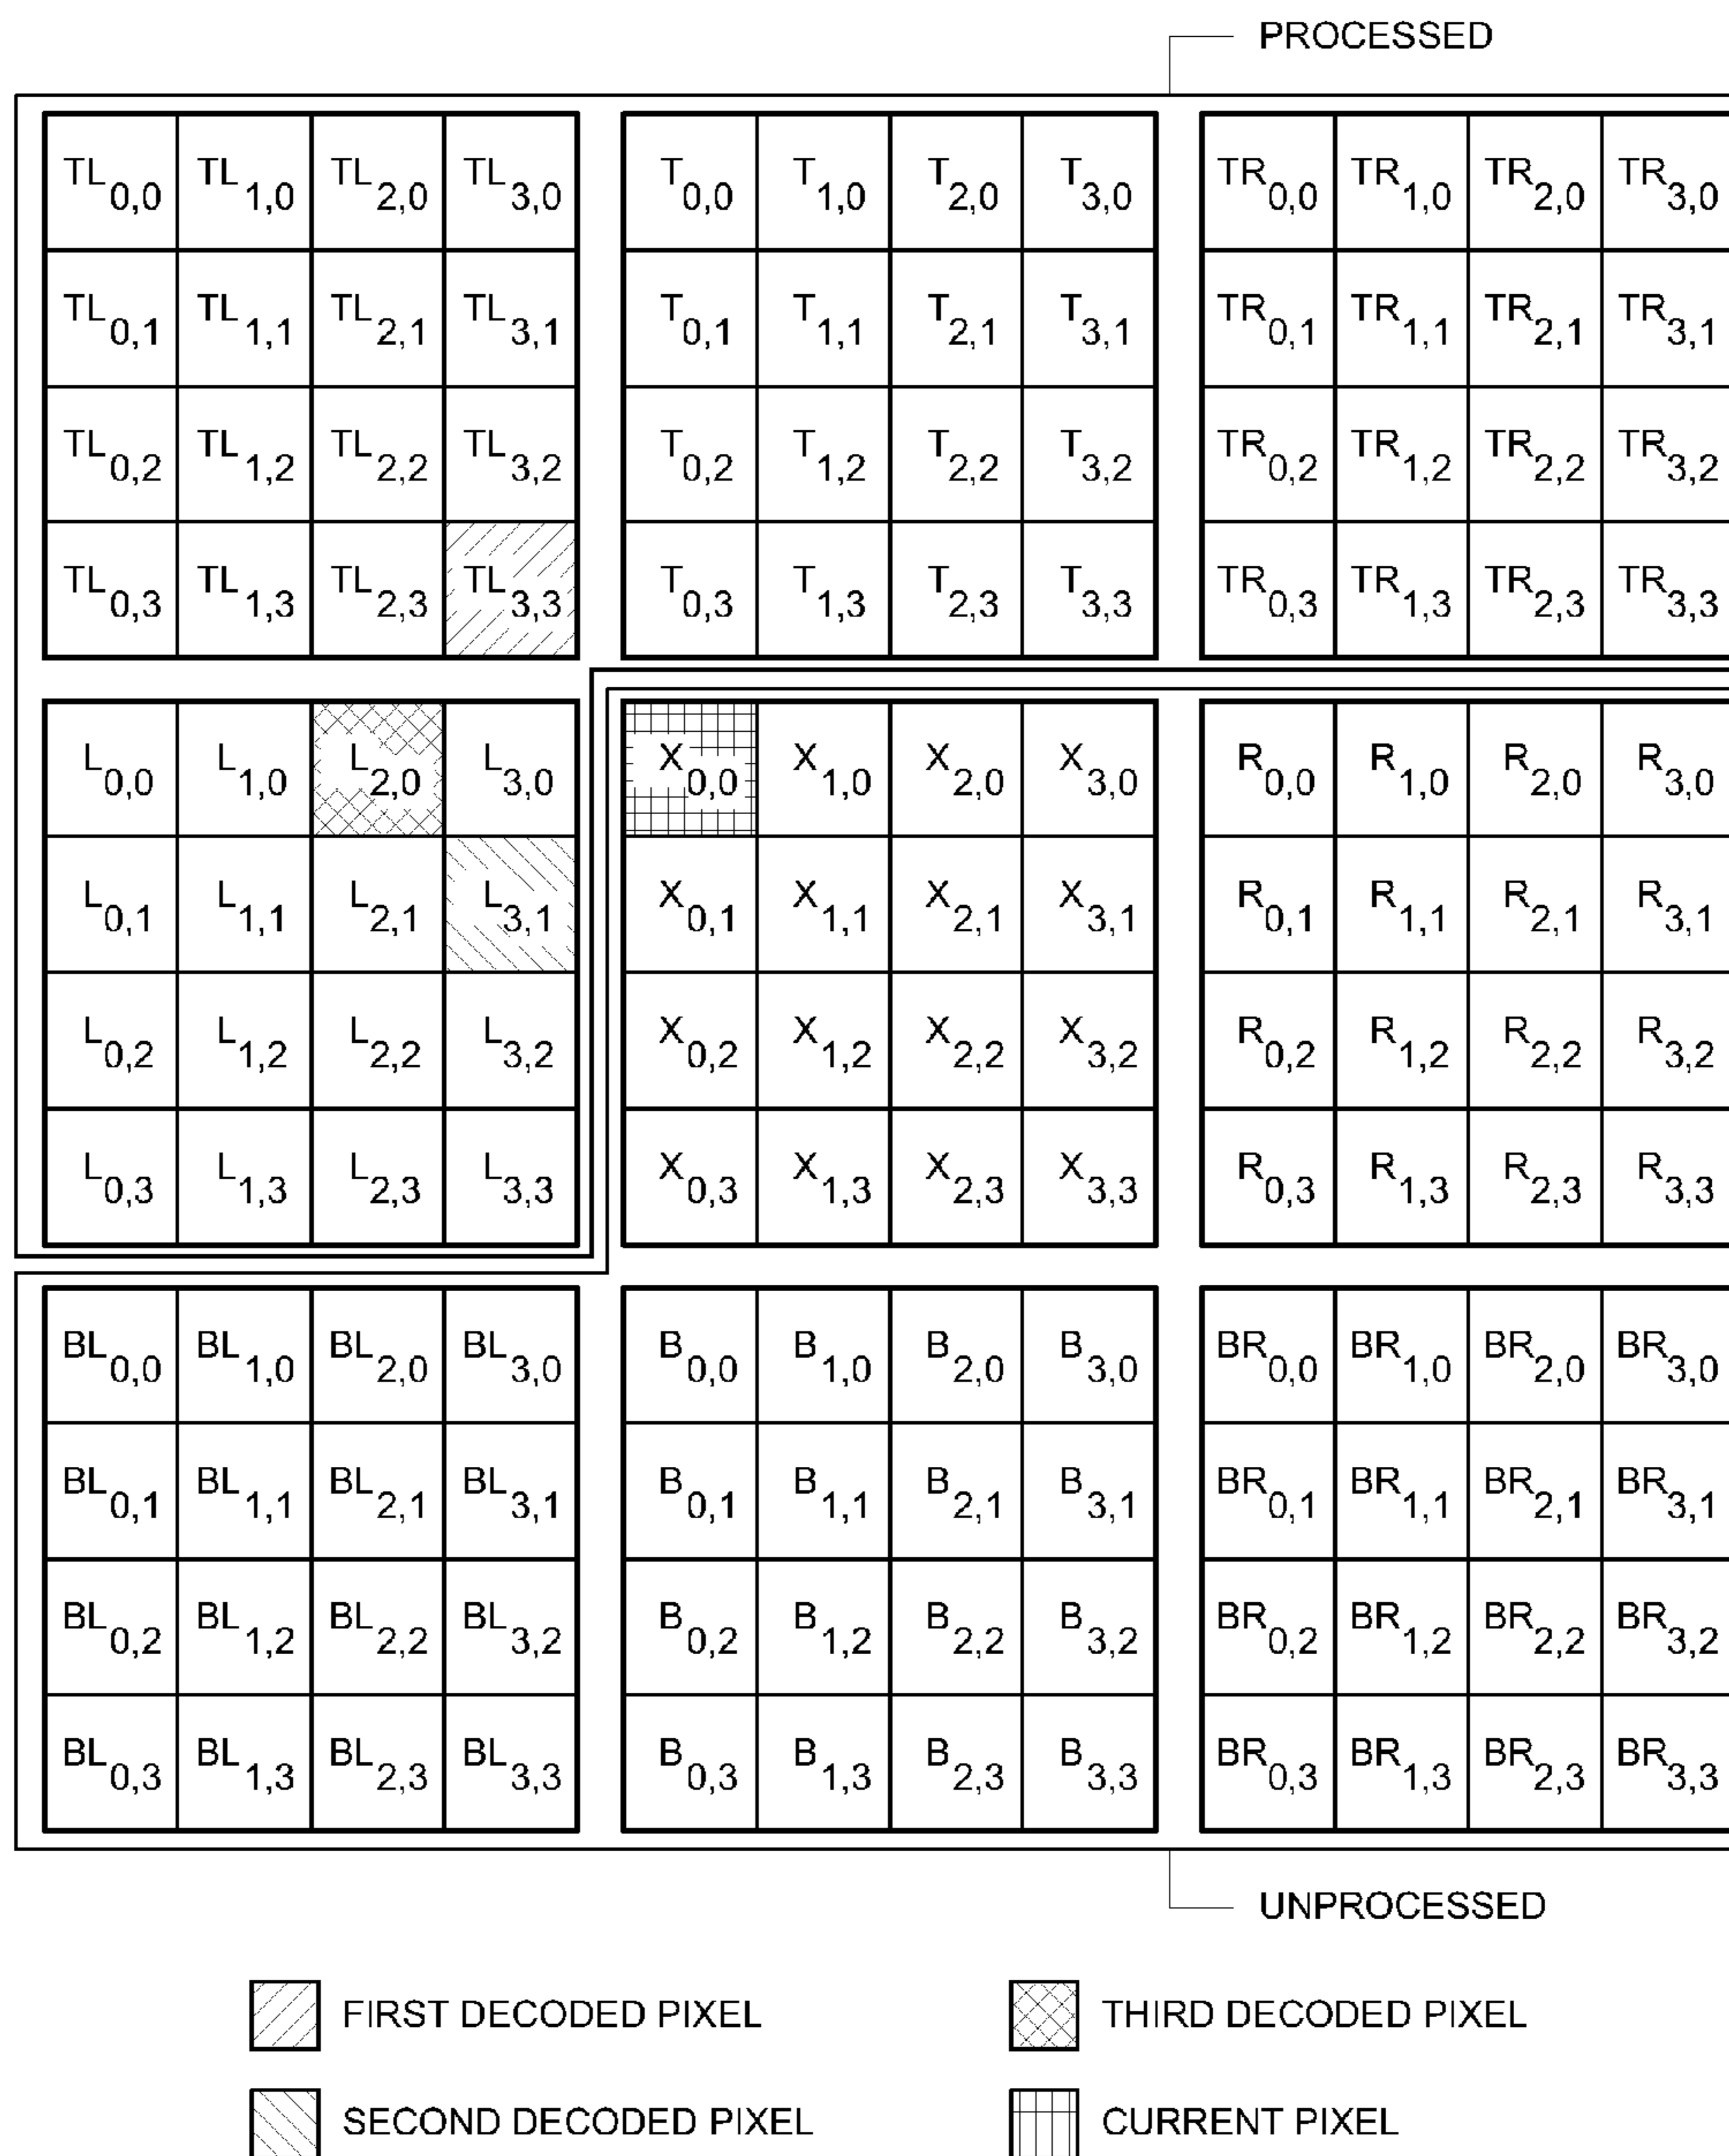 PROCESSED
TL0,0 TL1,0 TL2,0 TL3,0 T0,0 T1,0 T2,0 T3,0 TR0,0 TR1,0 TR2,0 TR3,0
TL0,1 TL1,1 TL2,1 TL3,1 T0,1 T1,1 T2,1 T3,1 TR0,1 TR1,1 TR2,1 TR3,1
TL0,2 TL1,2 TL2,2 TL3,2 T0,2 T1,2 T2,2 T3,2 TR0,2 TR1,2 TR2,2 TR3,2
TL0,3 TL1,3 TL2,3 TL3,3 T0,3 T1,3 T2,3 T3,3 TR0,3 TR1,3 TR2,3 TR3,3
L0,0 L1,0 L2,0 L3,0 X0,0 X1,0 X2,0 X3,0 R0,0 R1,0 R2,0 R3,0
L0,1 L1,1 L2,1 L3,1 X0,1 X1,1 X2,1 X3,1 R0,1 R1,1 R2,1 R3,1
L0,2 L1,2 L2,2 L3,2 X0,2 X1,2 X2,2 X3,2 R0,2 R1,2 R2,2 R3,2
L0,3 L1,3 L2,3 L3,3 X0,3 X1,3 X2,3 X3,3 R0,3 R1,3 R2,3 R3,3
BL0,0 BL1,0 BL2,0 BL3,0 B0,0 B1,0 B2,0 B3,0 BR0,0 BR1,0 BR2,0 BR3,0
BL0,1 BL1,1 BL2,1 BL3,1 B0,1 B1,1 B2,1 B3,1 BR0,1 BR1,1 BR2,1 BR3,1
BL0,2 BL1,2 BL2,2 BL3,2 B0,2 B1,2 B2,2 B3,2 BR0,2 BR1,2 BR2,2 BR3,2
BL0,3 BL1,3 BL2,3 BL3,3 B0,3 B1,3 B2,3 B3,3 BR0,3 BR1,3 BR2,3 BR3,3
UNPROCESSED
FIRST DECODED PIXEL
THIRD DECODED PIXEL
SECOND DECODED PIXEL
CURRENT PIXEL